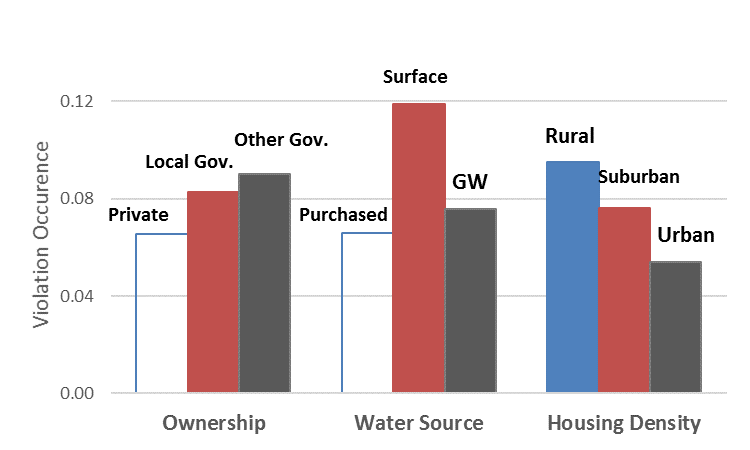 Surface
0.12
Rural
Other Gov.
Local Gov.
Suburban
GW
0.08
Private
Purchased
Urban
0.04
0.00
Violation Occurence
Ownership
Water Source
Housing Density